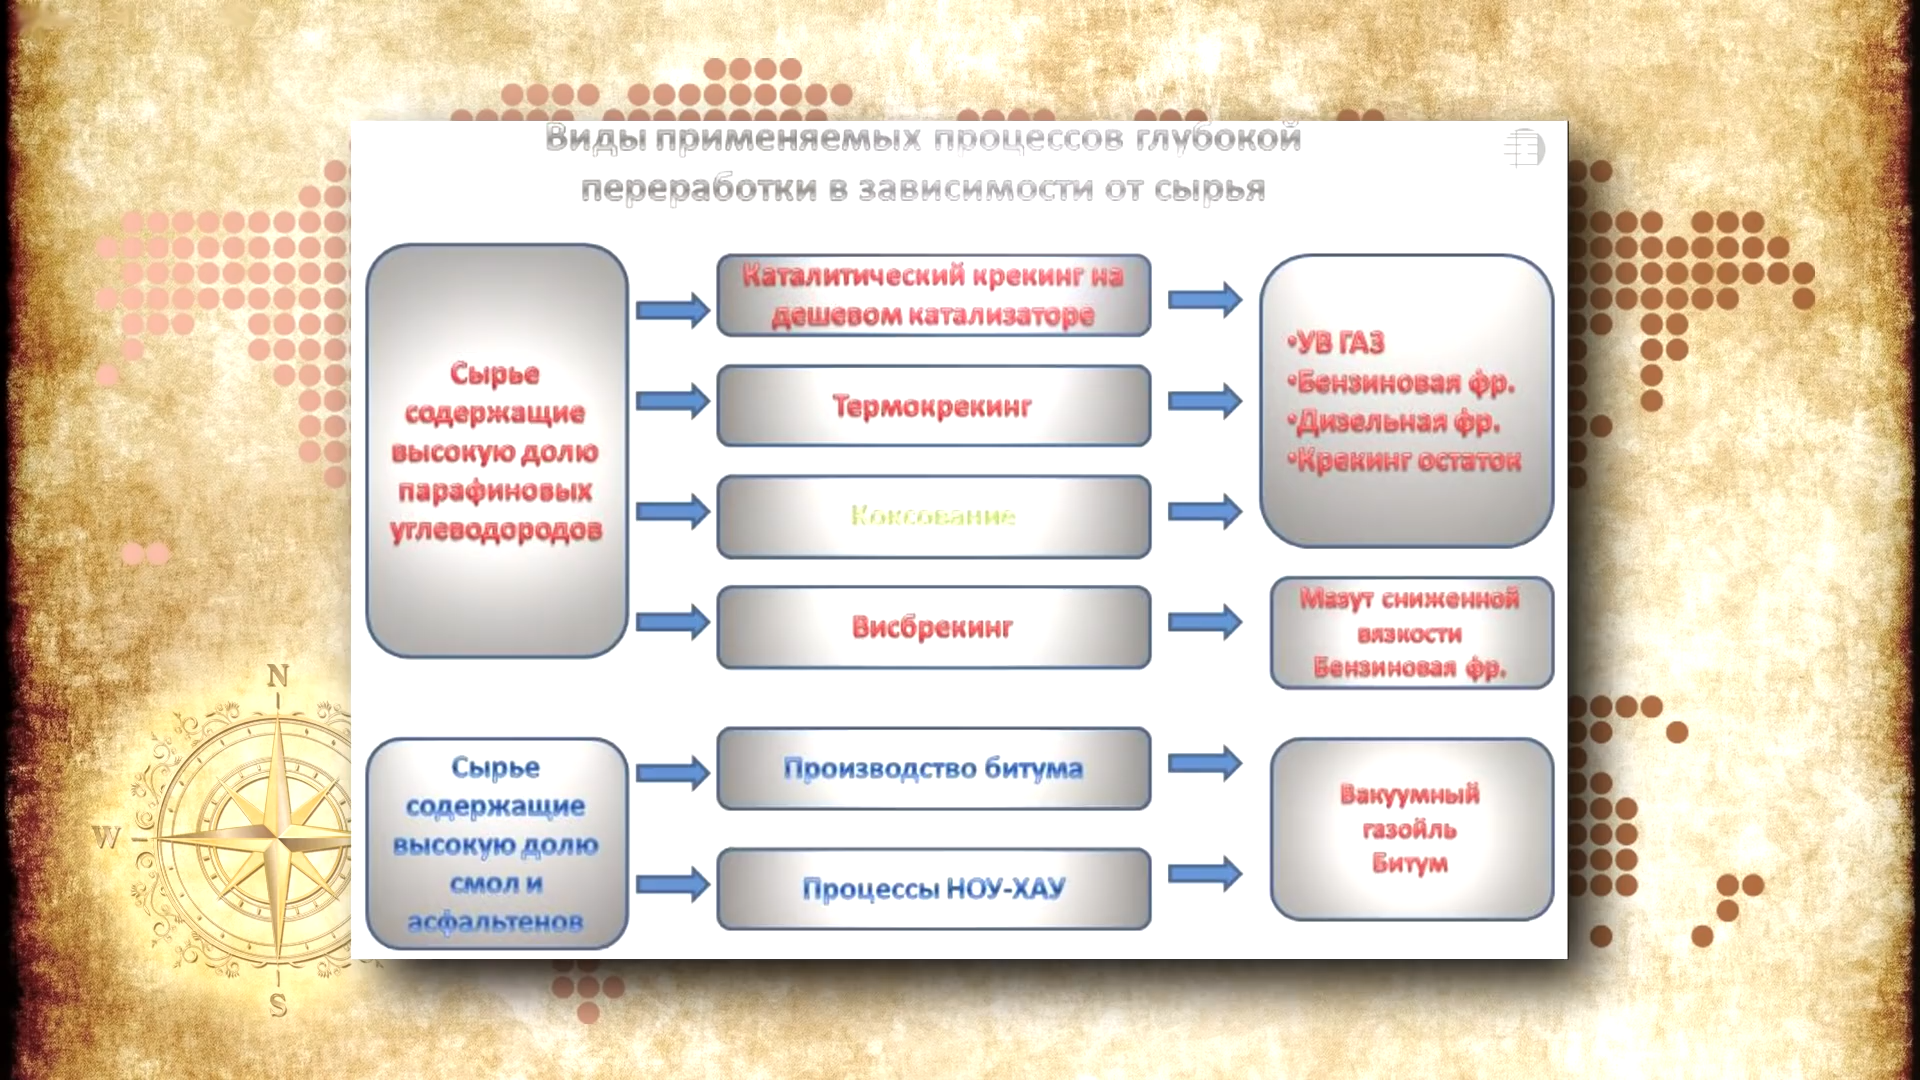 Виды применяемых процессов глубокой
переработки в зависимости от сырья
Сырье
содержащие
высокую долю
парафиновых
углеводородов
Каталитический крекинг на
дешевом катализаторе
Термокрекинг
Коксование
Висбрекинг
•УВ ГАЗ
•Бензиновая фр.
•Дизельная фр.
•Крекинг остаток
Мазут сниженной
вязкости
Бензиновая фр.
Сырье
содержащие
высокую долю
смол и
асфальтенов
Производство битума
Процессы НОУ-ХАУ
Вакуумный
газойль
Битум
N
W
S